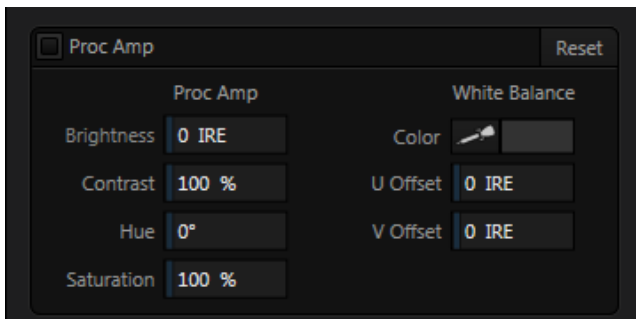 Proc Amp Reset
Proc Amp White Balance
Brightness 0 IRE Color
Contrast 100 % U Offset 0 IRE
Hue 0° V Offset 0 IRE
Saturation 100 %